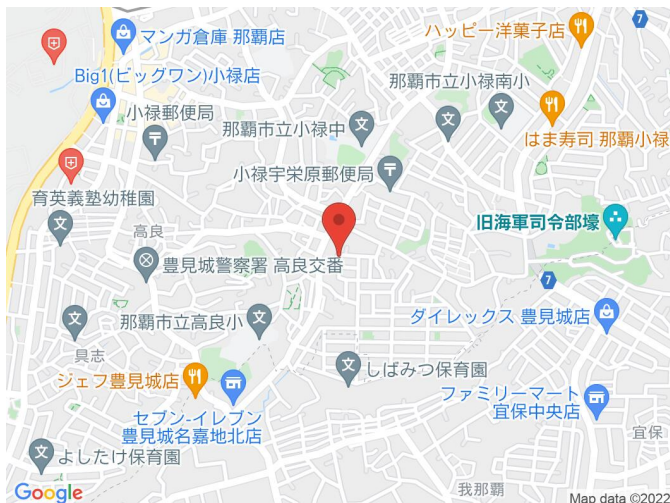 マンガ倉庫 那覇店
ハッピー洋菓子店
7
Big1(ビッグワン)小禄店
那覇市立小禄南小
小禄郵便局
那覇市立小禄中
はま寿司 那覇小禄
小禄宇栄原郵便局
育英義塾幼稚園
旧海軍司令部壕
高良
豊見城警察署 高良交番
7
ダイレックス 豊見城店
那覇市立高良小
具志
しばみつ保育園
ジェフ豊見城店
ファミリーマート
宜保中央店
セブン-イレブン
豊見城名嘉地北店
宜保
よしたけ保育園
我那覇
Google
Map data ©2022